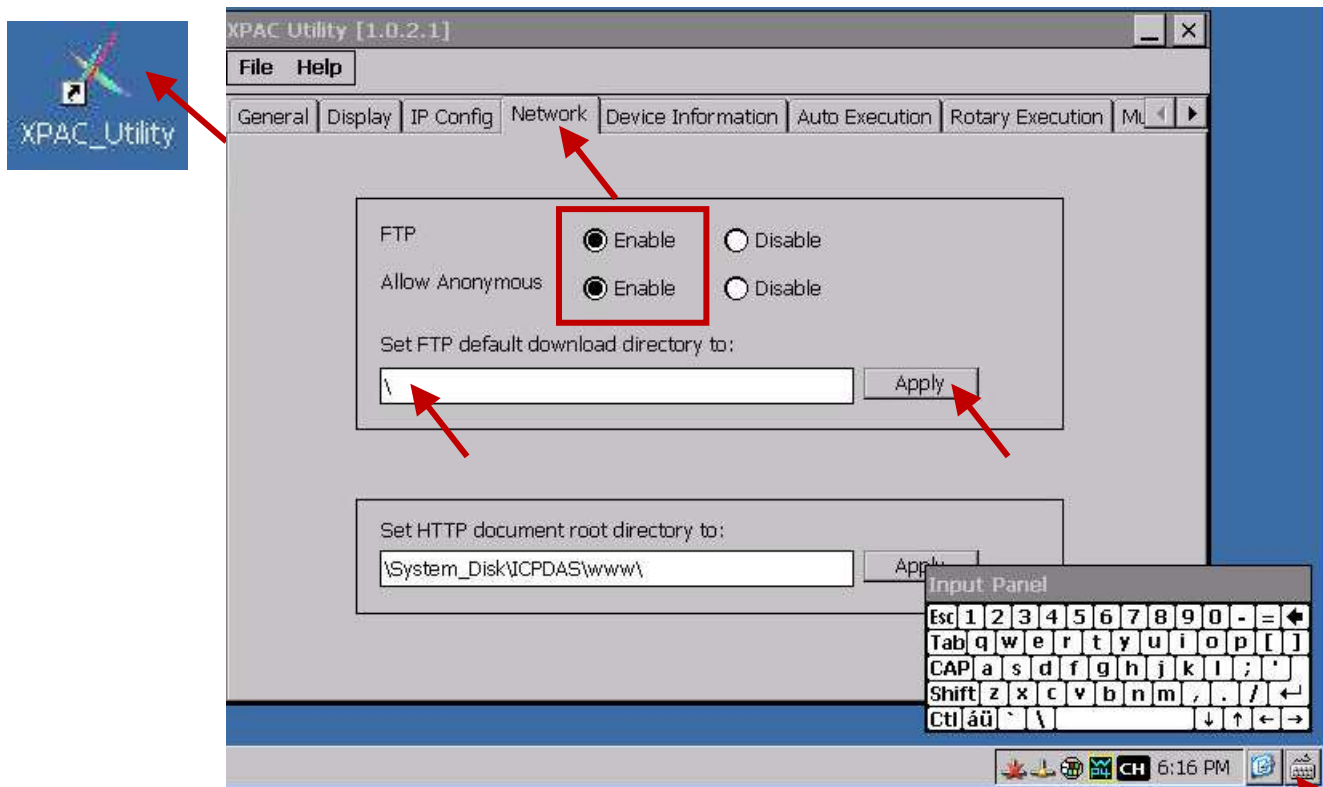 XPAC_Utility
XPAC Utility [1.0.2.1]
File Help
General Display IP Config Network Device Information Auto Execution Rotary Execution
FTP Enable Disable
Allow Anonymous Enable Disable
Set FTP default download directory to:
\ Apply
Set HTTP document root directory to:
\System_Disk\ICPDAS\www\
Input Panel
Esc 1 2 3 4 5 6 7 8 9 0 - =
Tab q w e r t y u i o p [ ]
CAP a s d f g h j k l ; '
Shift z x c v b n m , . /
Ctl áü ` \
CH 6:16 PM